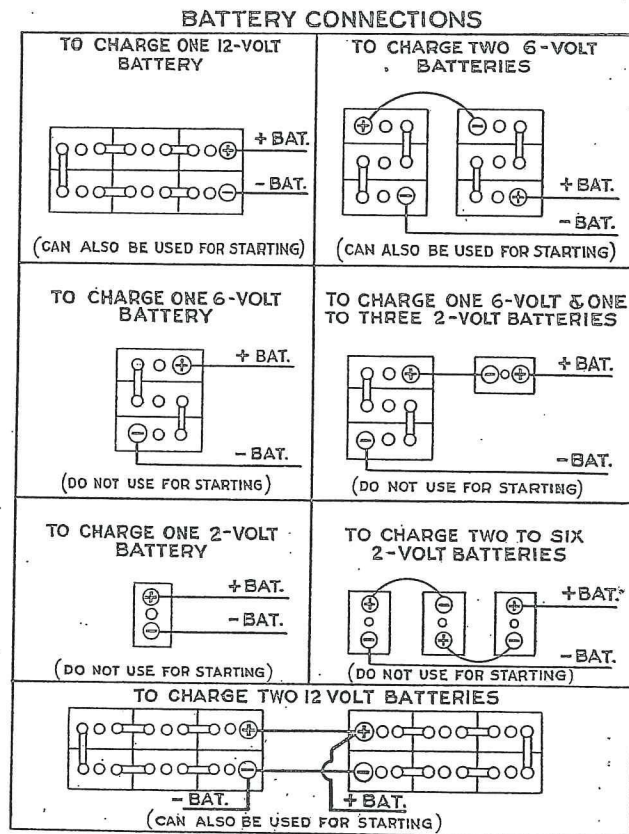 BATTERY CONNECTIONS
TO CHARGE ONE 12-VOLT
BATTERY
+ BAT.
- BAT.
(CAN ALSO BE USED FOR STARTING)
TO CHARGE TWO 6-VOLT
BATTERIES
+ BAT.
- BAT.
(CAN ALSO BE USED FOR STARTING)
TO CHARGE ONE 6-VOLT
BATTERY
+ BAT.
- BAT.
(DO NOT USE FOR STARTING)
TO CHARGE ONE 6-VOLT & ONE
TO THREE 2-VOLT BATTERIES
+ BAT.
- BAT.
(DO NOT USE FOR STARTING)
TO CHARGE ONE 2-VOLT
BATTERY
+ BAT.
- BAT.
(DO NOT USE FOR STARTING)
TO CHARGE TWO TO SIX
2-VOLT BATTERIES
+ BAT.
- BAT.
(DO NOT USE FOR STARTING)
TO CHARGE TWO 12 VOLT BATTERIES
- BAT.
+ BAT.
(CAN ALSO BE USED FOR STARTING)